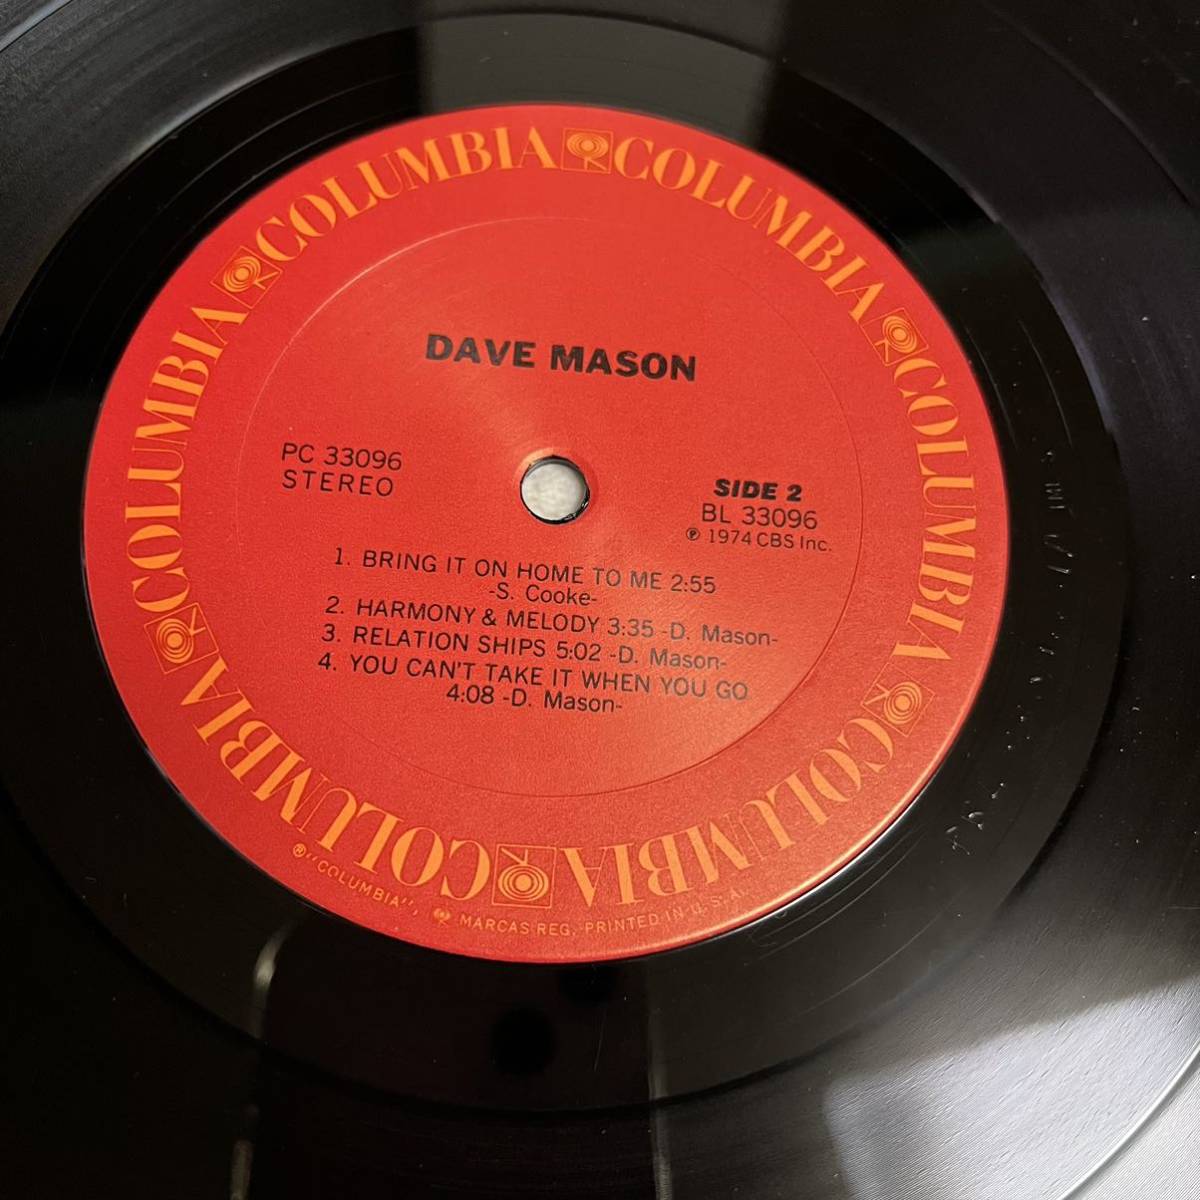 COLUMBIA COLUMBIA COLUMBIA COLUMBIA COLUMBIA COLUMBIA
DAVE MASON
PC 33096
STEREO
SIDE 2
BL 33096
℗ 1974 CBS Inc.
1. BRING IT ON HOME TO ME 2:55
-S. Cooke-
2. HARMONY & MELODY 3:35 -D. Mason-
3. RELATION SHIPS 5:02 -D. Mason-
4. YOU CAN'T TAKE IT WHEN YOU GO
4:08 -D. Mason-
®"COLUMBIA", MARCAS REG. PRINTED IN U.S.A.